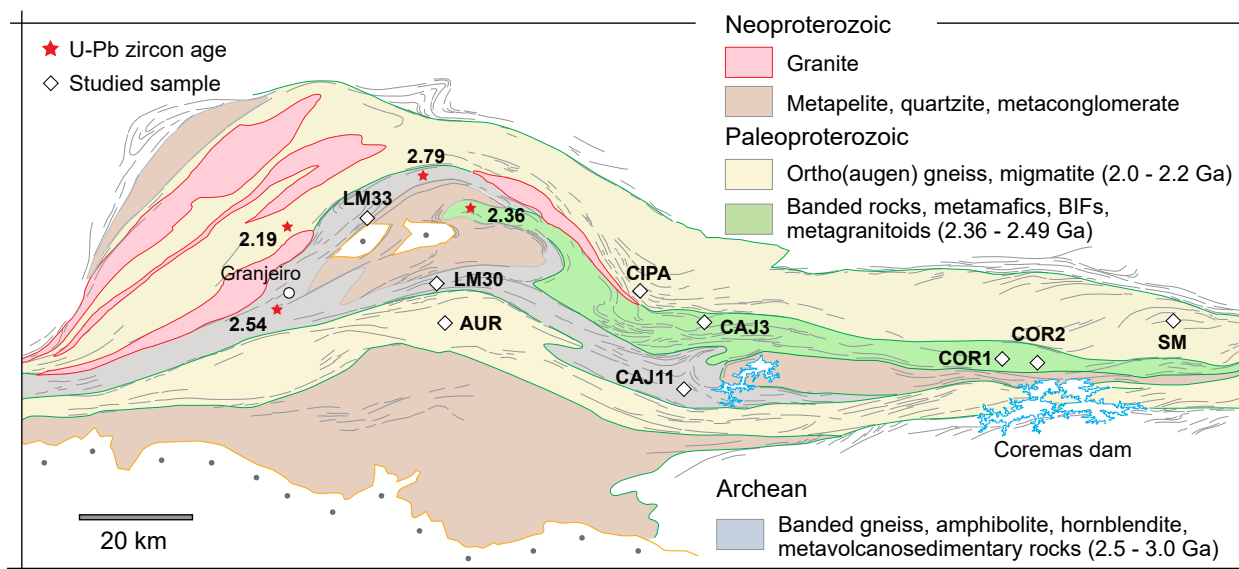 Neoproterozoic
U-Pb zircon age
Studied sample
Granite
Metapelite, quartzite, metaconglomerate
Paleoproterozoic
Ortho(augen) gneiss, migmatite (2.0 - 2.2 Ga)
Banded rocks, metamafics, BIFs,
metagranitoids (2.36 - 2.49 Ga)
2.79
LM33
2.36
2.19
Granjeiro
LM30
CIPA
2.54
AUR
CAJ3
COR2
COR1
SM
CAJ11
Coremas dam
Archean
Banded gneiss, amphibolite, hornblendite,
metavolcanosedimentary rocks (2.5 - 3.0 Ga)
20 km